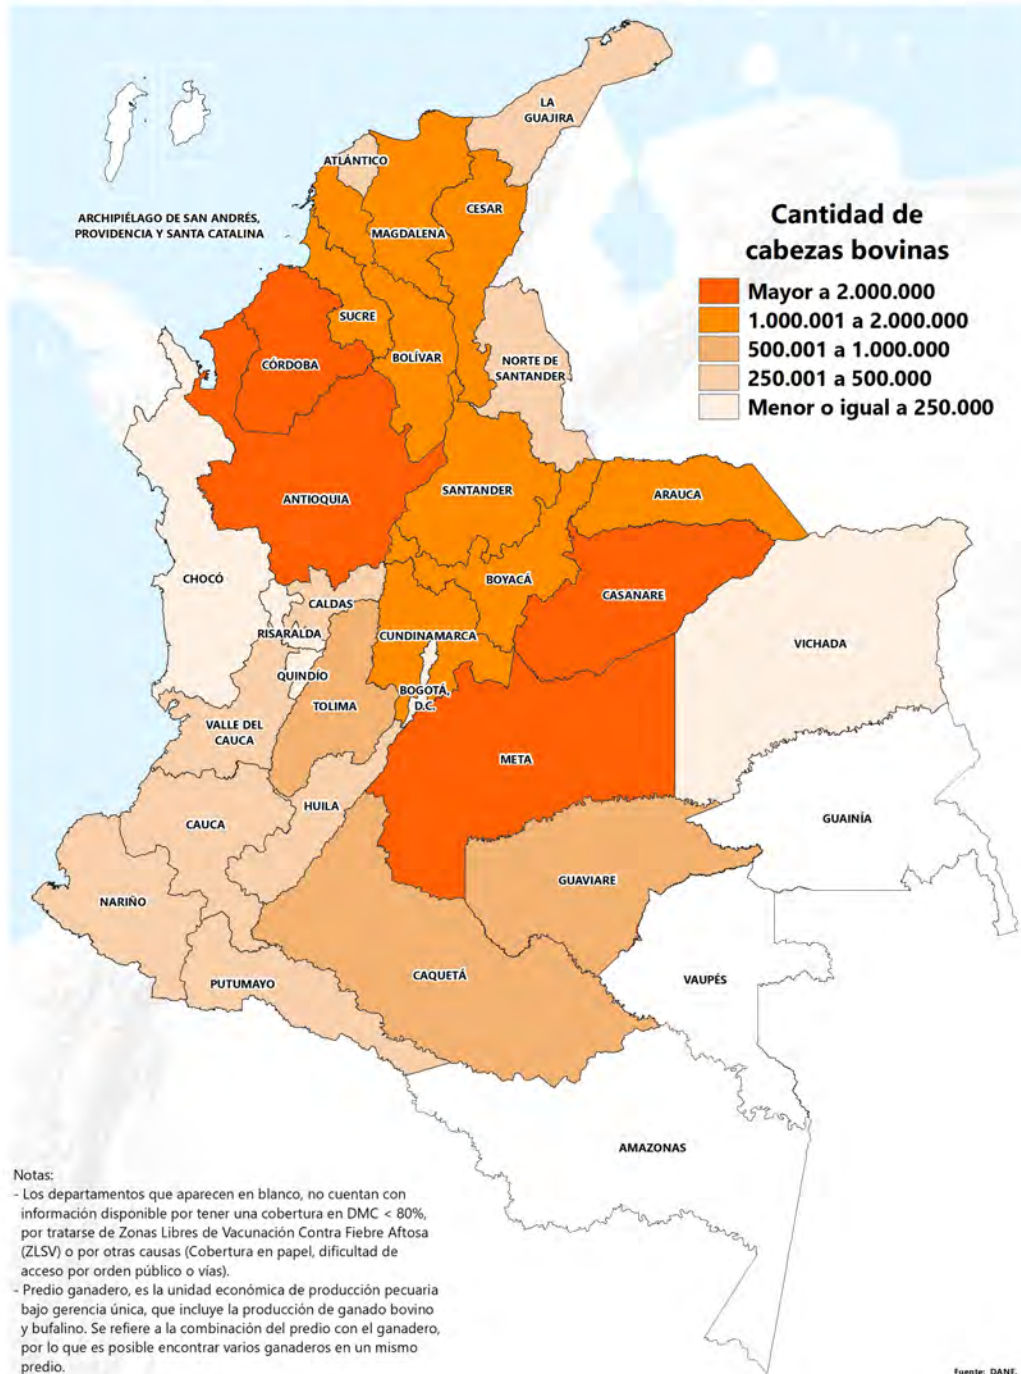 LA
GUAJIRA
ATLÁNTICO
CESAR
MAGDALENA
ARCHIPIÉLAGO DE SAN ANDRÉS,
PROVIDENCIA Y SANTA CATALINA
Cantidad de
cabezas bovinas
Mayor a 2.000.000
1.000.001 a 2.000.000
500.001 a 1.000.000
250.001 a 500.000
Menor o igual a 250.000
SUCRE
BOLÍVAR
CÓRDOBA
NORTE DE
SANTANDER
SANTANDER
ARAUCA
ANTIOQUIA
CHOCÓ
BOYACÁ
CASANARE
CALDAS
RISARALDA
CUNDINAMARCA
VICHADA
QUINDÍO
BOGOTÁ,
D.C.
TOLIMA
VALLE DEL
CAUCA
META
HUILA
CAUCA
GUAINÍA
GUAVIARE
NARIÑO
CAQUETÁ
VAUPÉS
PUTUMAYO
AMAZONAS
Notas:
- Los departamentos que aparecen en blanco, no cuentan con
información disponible por tener una cobertura en DMC < 80%,
por tratarse de Zonas Libres de Vacunación Contra Fiebre Aftosa
(ZLSV) o por otras causas (Cobertura en papel, dificultad de
acceso por orden público o vías).
- Predio ganadero, es la unidad económica de producción pecuaria
bajo gerencia única, que incluye la producción de ganado bovino
y bufalino. Se refiere a la combinación del predio con el ganadero,
por lo que es posible encontrar varios ganaderos en un mismo
predio.
Fuente: DANE.